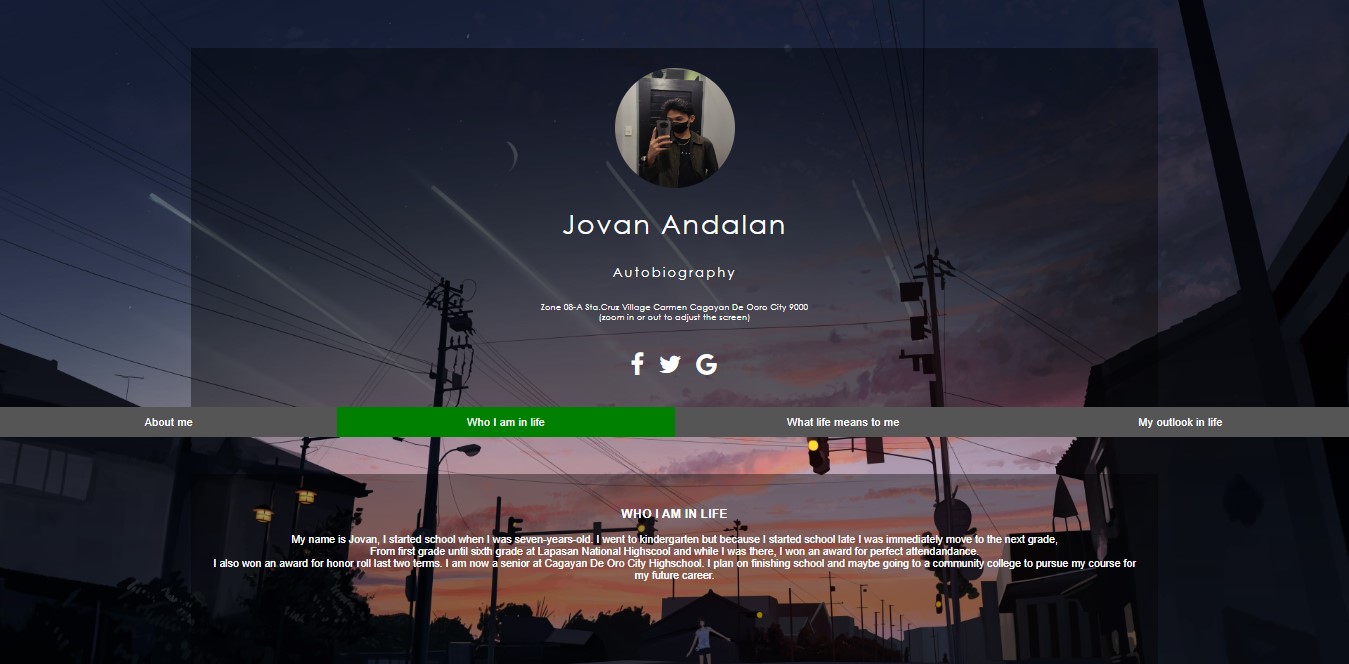 Jovan Andalan
Autobiography
Zone 08-A Sta.Cruz Village Carmen Cagayan De Ooro City 9000
(zoom in or out to adjust the screen)
About me
Who I am in life
What life means to me
My outlook in life
WHO I AM IN LIFE
My name is Jovan, I started school when I was seven-years-old. I went to kindergarten but because I started school late I was immediately move to the next grade,
From first grade until sixth grade at Lapasan National Highscool and while I was there, I won an award for perfect attendandance.
I also won an award for honor roll last two terms. I am now a senior at Cagayan De Oro City Highschool. I plan on finishing school and maybe going to a community college to pursue my course for
my future career.